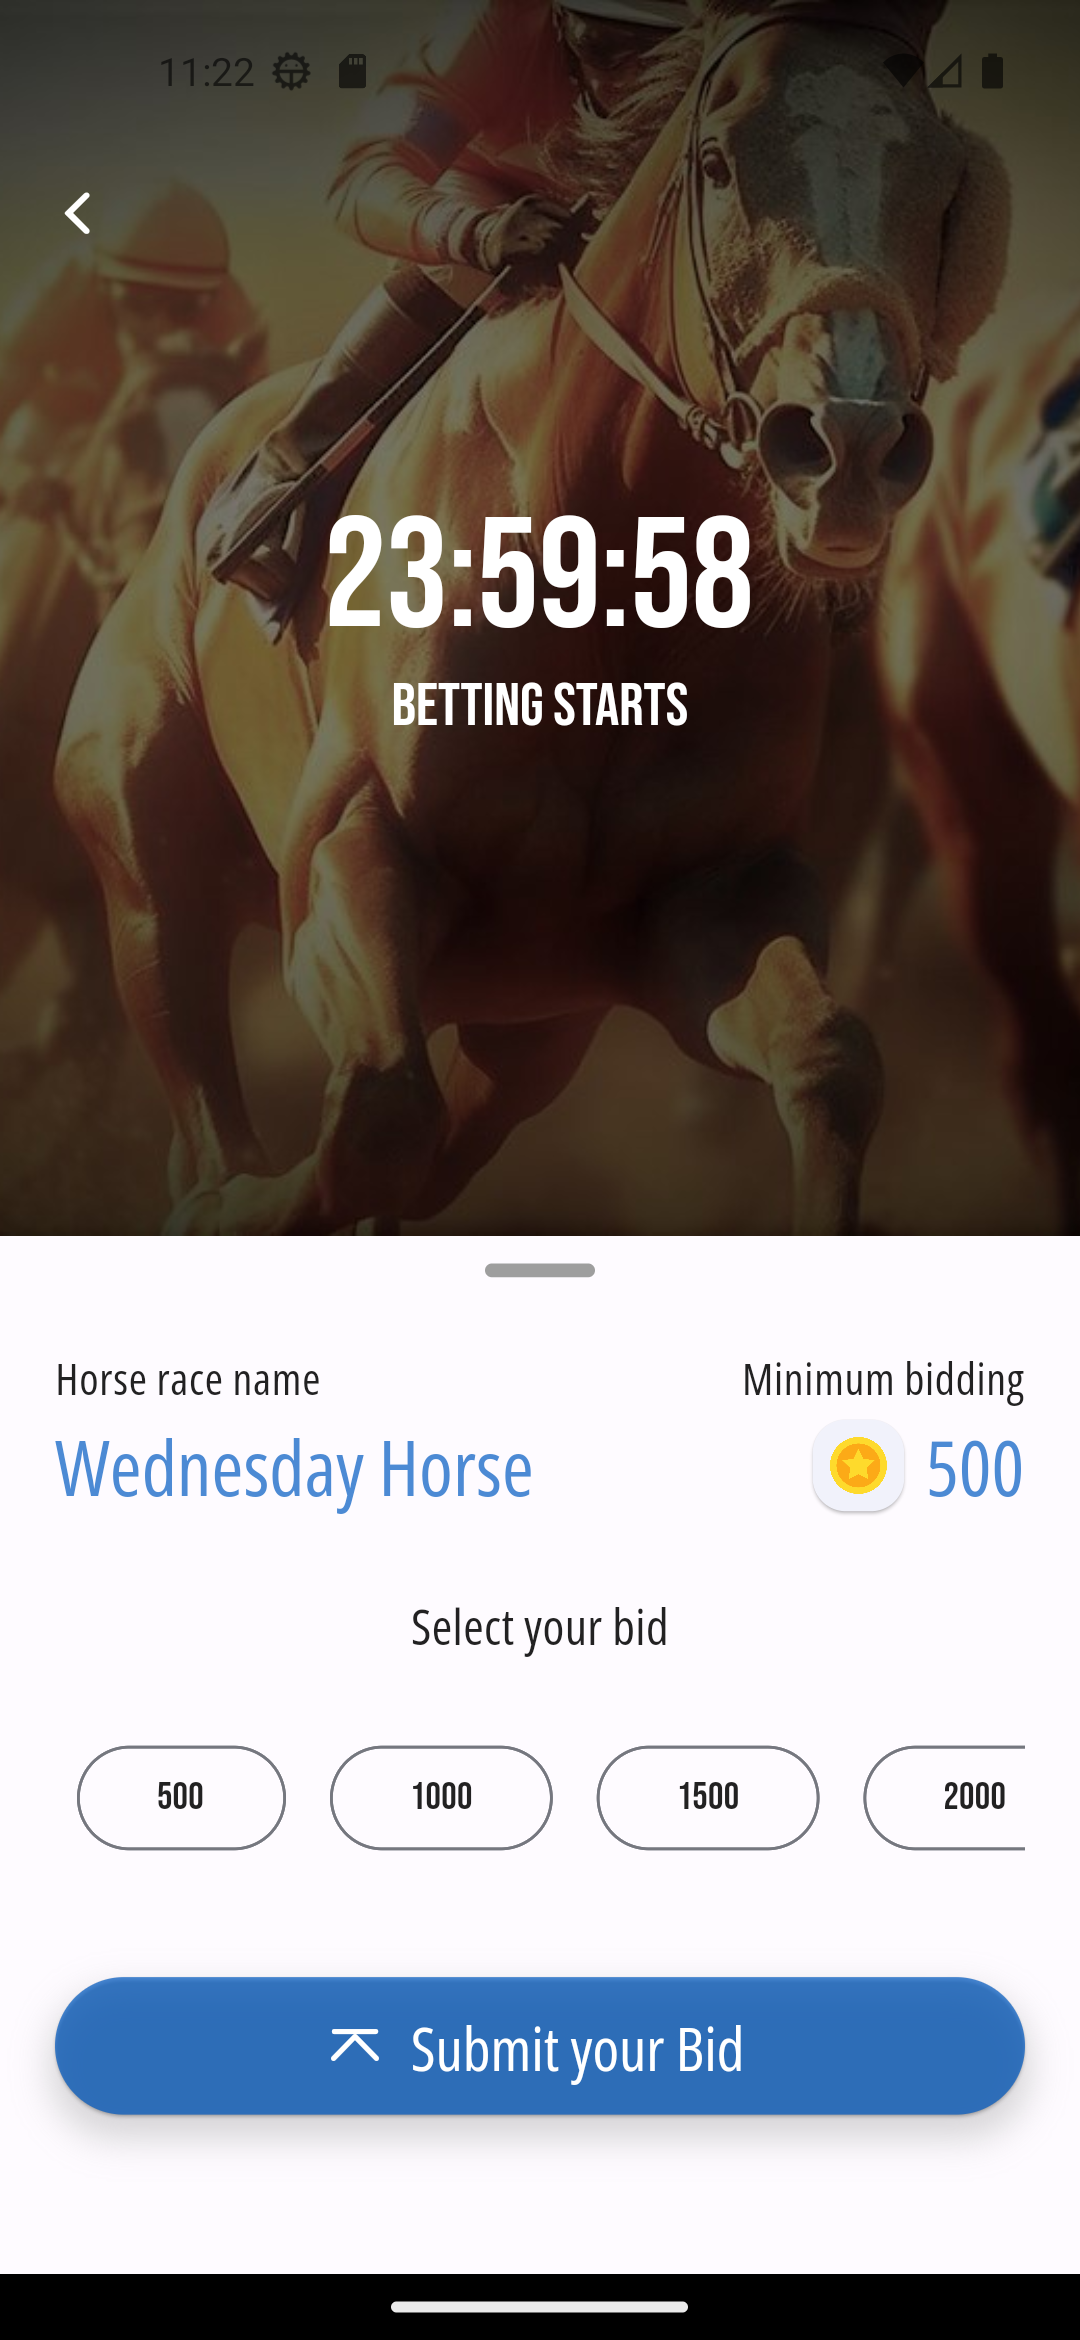 11:22
23:59:58
BETTING STARTS
Horse race name
Minimum bidding
Wednesday Horse
500
Select your bid
500
1000
1500
2000
Submit your Bid